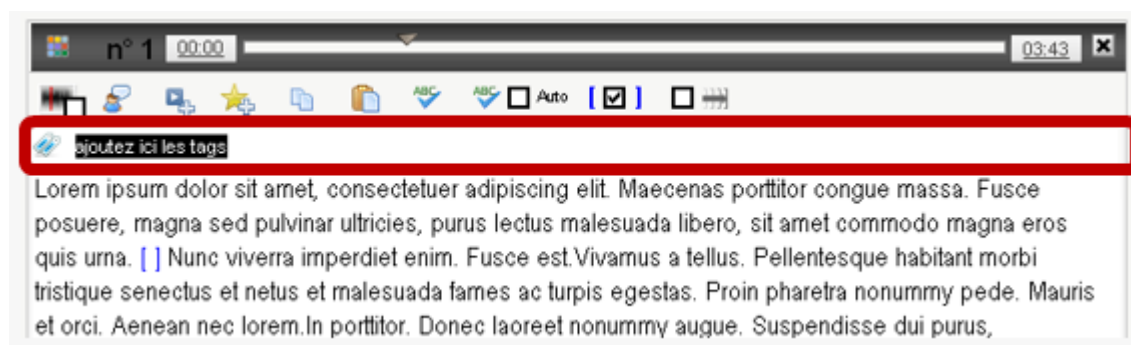 n° 1 00:00 03:43
ABC ABC Auto [ ]
ajoutez ici les tags
Lorem ipsum dolor sit amet, consectetuer adipiscing elit. Maecenas porttitor congue massa. Fusce
posuere, magna sed pulvinar ultricies, purus lectus malesuada libero, sit amet commodo magna eros
quis urna. [ ] Nunc viverra imperdiet enim. Fusce est.Vivamus a tellus. Pellentesque habitant morbi
tristique senectus et netus et malesuada fames ac turpis egestas. Proin pharetra nonummy pede. Mauris
et orci. Aenean nec lorem.In porttitor. Donec laoreet nonummy augue. Suspendisse dui purus,